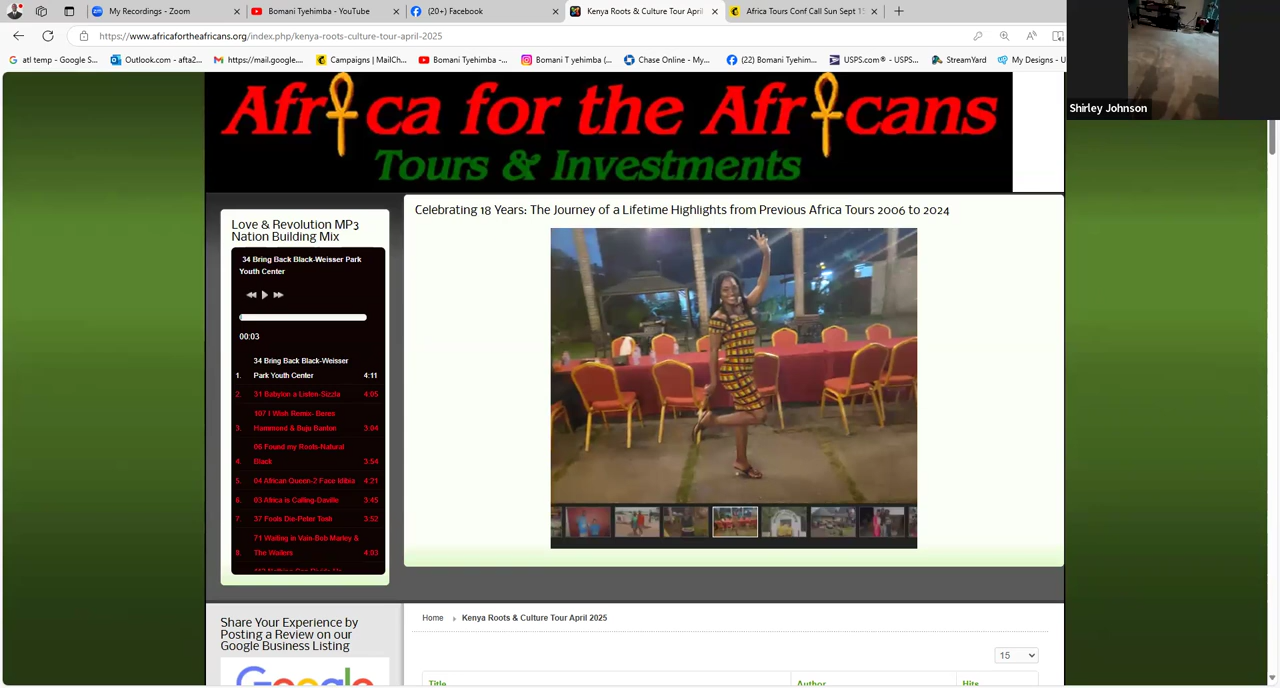 My Recordings - Zoom
Bomani Tyehimba - YouTube
(20+) Facebook
Kenya Roots & Culture Tour April
Africa Tours Conf Call Sun Sept 1
https://www.africafortheafricans.org/index.php/kenya-roots-culture-tour-april-2025
atl temp - Google S...
Outlook.com - afta2...
https://mail.google....
Campaigns | MailCh...
Bomani Tyehimba -...
Bomani T yehimba (...
Chase Online - My...
(22) Bomani Tyehim...
USPS.com® - USPS...
StreamYard
My Designs - U
Shirley Johnson
Africa for the Africans
Tours & Investments
Celebrating 18 Years: The Journey of a Lifetime Highlights from Previous Africa Tours 2006 to 2024
Love & Revolution MP3
Nation Building Mix
34 Bring Back Black-Weisser Park
Youth Center
00:03
34 Bring Back Black-Weisser
1. Park Youth Center 4:11
2. 31 Babylon a Listen-Sizzla 4:05
107 I Wish Remix- Beres
3. Hammond & Buju Banton 3:04
06 Found my Roots-Natural
4. Black 3:54
5. 04 African Queen-2 Face Idibia 4:21
6. 03 Africa is Calling-Daville 3:45
7. 37 Fools Die-Peter Tosh 3:52
71 Waiting in Vain-Bob Marley &
8. The Wailers 4:03
Share Your Experience by
Posting a Review on our
Google Business Listing
Google
Home Kenya Roots & Culture Tour April 2025
15
Title Author Hits